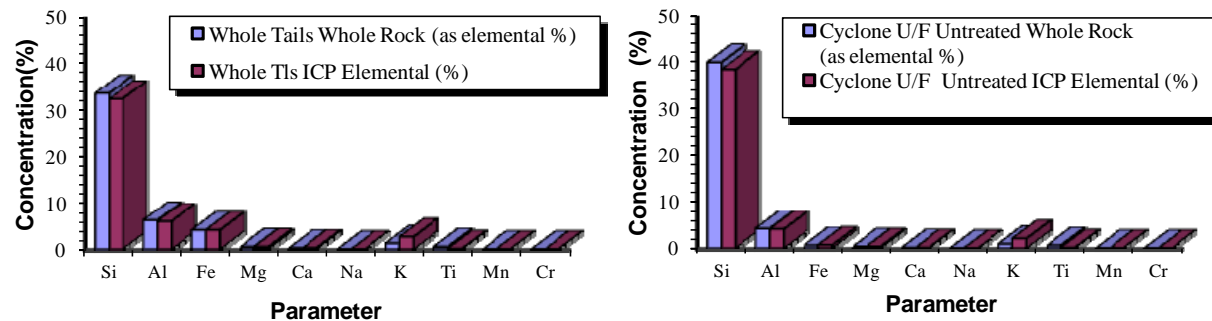 50
40
30
20
10
0
Concentration(%)
Whole Tails Whole Rock (as elemental %)
Whole Tls ICP Elemental (%)
Si Al Fe Mg Ca Na K Ti Mn Cr
Parameter
50
40
30
20
10
0
Concentration (%)
Cyclone U/F Untreated Whole Rock
(as elemental %)
Cyclone U/F Untreated ICP Elemental (%)
Si Al Fe Mg Ca Na K Ti Mn Cr
Parameter